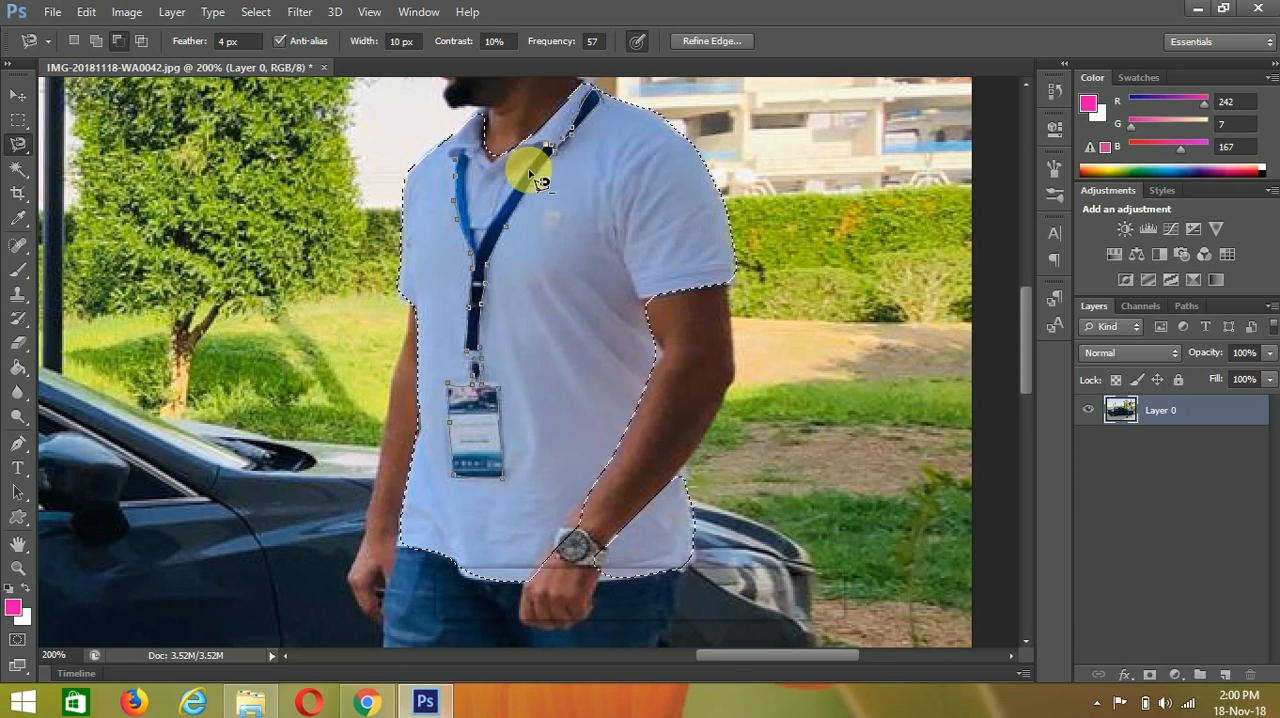 Ps File Edit Image Layer Type Select Filter 3D View Window Help
Feather: 4 px Anti-alias Width: 10 px Contrast: 10% Frequency: 57 Refine Edge... Essentials
IMG-20181118-WA0042.jpg @ 200% (Layer 0, RGB/8) * ×
Color Swatches
R 242
G 7
B 167
Adjustments Styles
Add an adjustment
Layers Channels Paths
Kind
Normal Opacity: 100%
Lock: Fill: 100%
Layer 0
200% Doc: 3.52M/3.52M
Timeline
Ps
2:00 PM
18-Nov-18